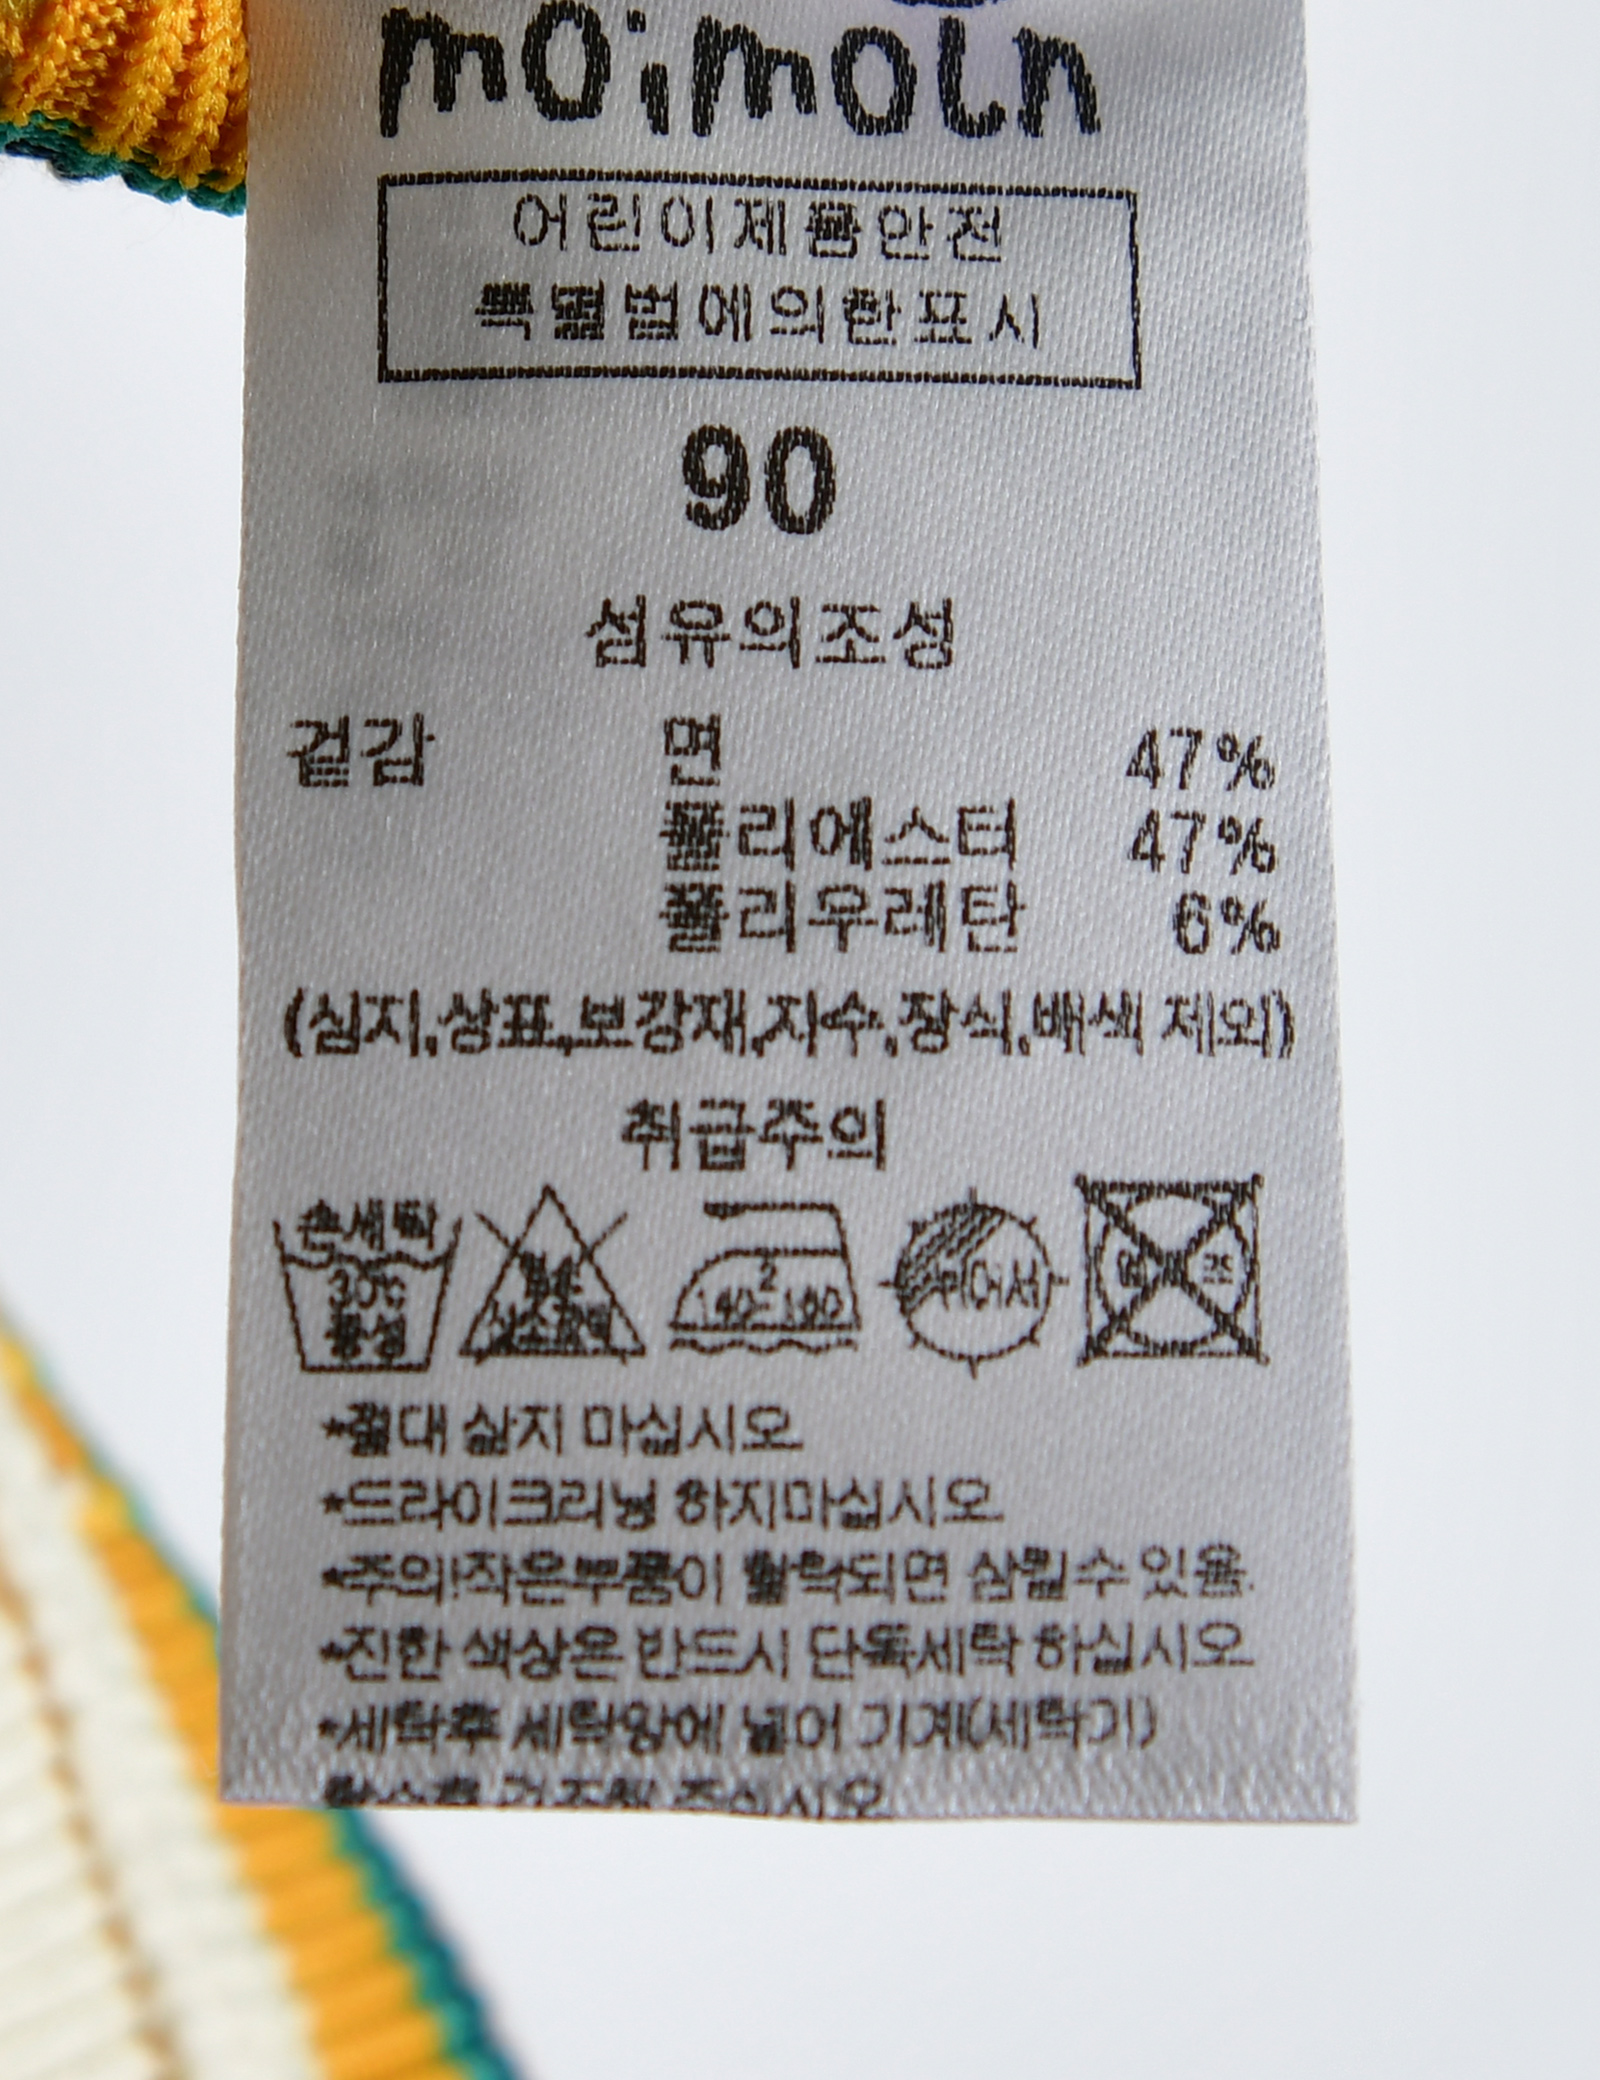 moimoln
어린이제품안전
특별법에의한표시
90
섬유의조성
겉감 면 47%
폴리에스터 47%
폴리우레탄 6%
(심지,상표,보강재,자수,장식,배색 제외)
취급주의
손세탁
30℃
중성
염소
산소표백
2
140-160
뉘어서
*절대 삶지 마십시오
*드라이크리닝 하지마십시오
*주의!작은부품이 탈락되면 삼킬수 있음.
*진한 색상은 반드시 단독세탁 하십시오
*세탁후 세탁망에 넣어 기계(세탁기)